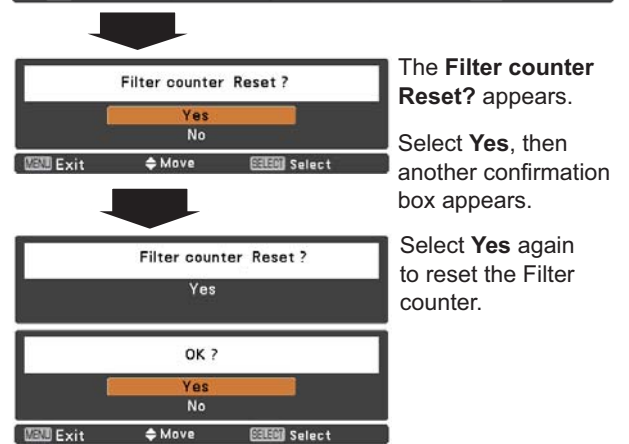 Filter counter Reset ?
Yes
No
MENU Exit Move SELECT Select
The Filter counter
Reset? appears.
Select Yes, then
another confirmation
box appears.
Filter counter Reset ?
Yes
OK ?
Yes
No
MENU Exit Move SELECT Select
Select Yes again
to reset the Filter
counter.